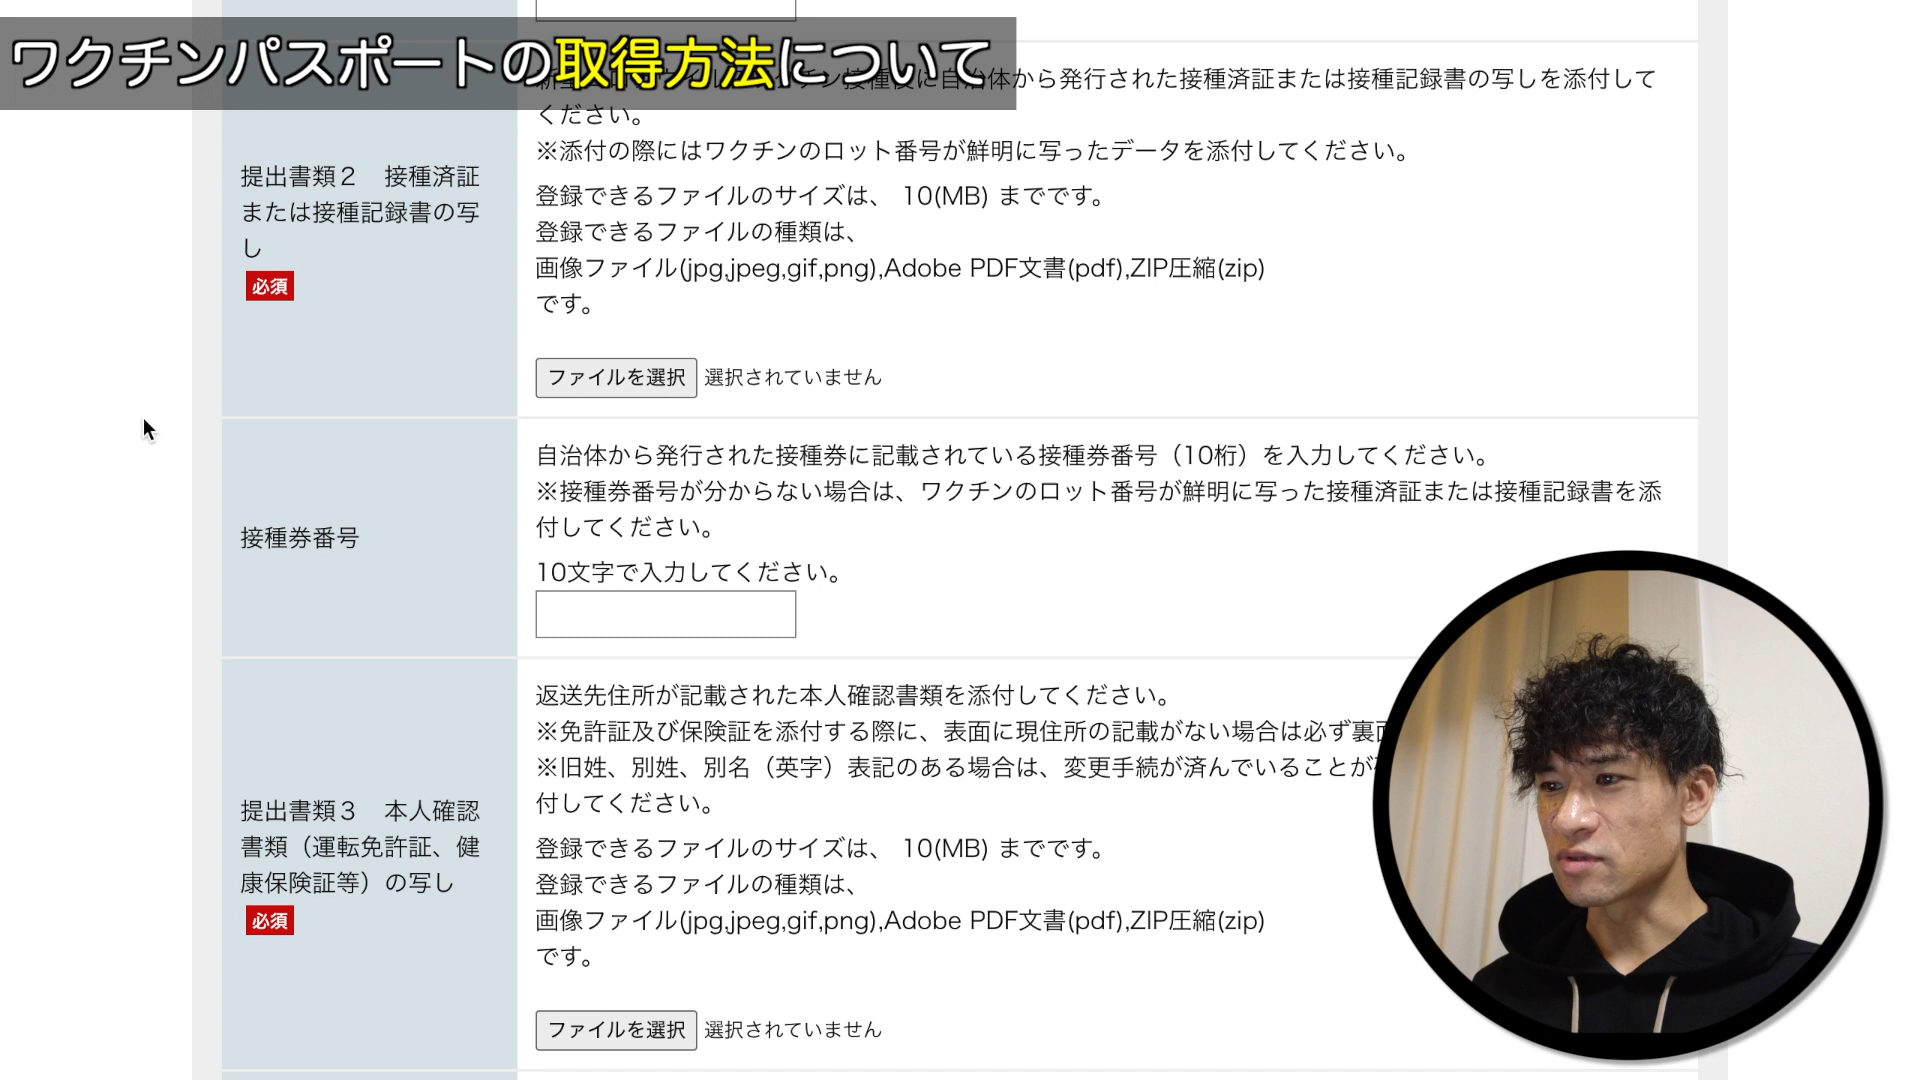 ワクチンパスポートの取得方法について
から発行された接種済証または接種記録書の写しを添付して
ください。
※添付の際にはワクチンのロット番号が鮮明に写ったデータを添付してください。
提出書類２　接種済証
または接種記録書の写
し
必須
登録できるファイルのサイズは、 10(MB) までです。
登録できるファイルの種類は、
画像ファイル(jpg,jpeg,gif,png),Adobe PDF文書(pdf),ZIP圧縮(zip)
です。
ファイルを選択 選択されていません
接種券番号
自治体から発行された接種券に記載されている接種券番号（10桁）を入力してください。
※接種券番号が分からない場合は、ワクチンのロット番号が鮮明に写った接種済証または接種記録書を添
付してください。
10文字で入力してください。
提出書類３　本人確認
書類（運転免許証、健
康保険証等）の写し
必須
返送先住所が記載された本人確認書類を添付してください。
※免許証及び保険証を添付する際に、表面に現住所の記載がない場合は必ず裏
※旧姓、別姓、別名（英字）表記のある場合は、変更手続が済んでいることが
付してください。
登録できるファイルのサイズは、 10(MB) までです。
登録できるファイルの種類は、
画像ファイル(jpg,jpeg,gif,png),Adobe PDF文書(pdf),ZIP圧縮(zip)
です。
ファイルを選択 選択されていません